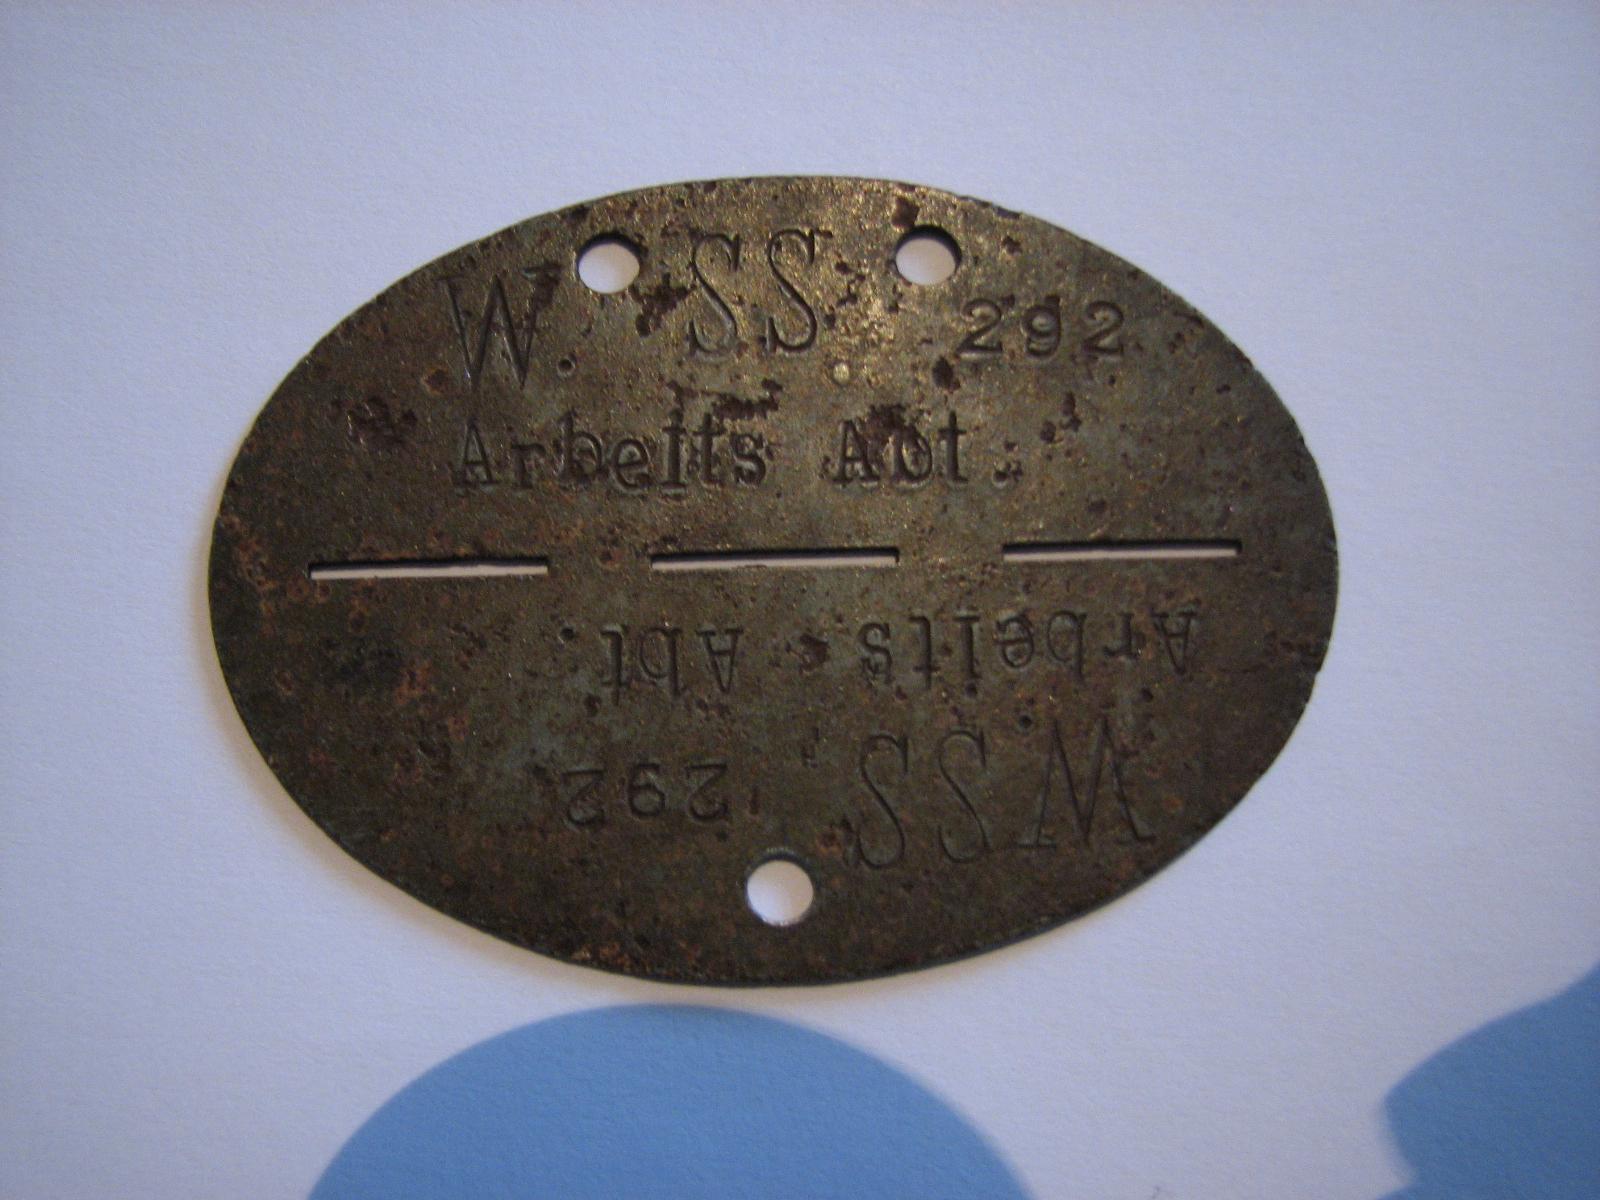 W. SS. 292
Arbeits Abt.
Arbeits. Abt.
W.SS. 292